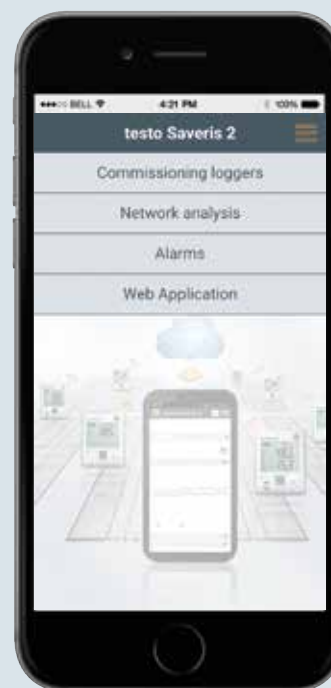 BELL 4:21 PM 100%
testo Saveris 2
Commissioning loggers
Network analysis
Alarms
Web Application